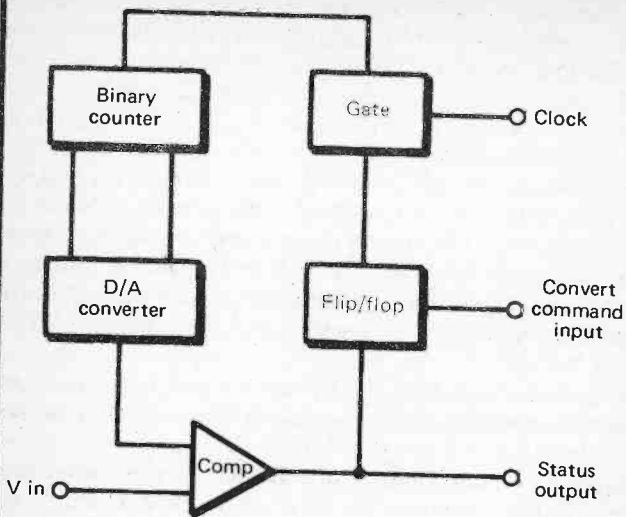 Binary
counter
Gate
Clock
D/A
converter
Flip/flop
Convert
command
input
Comp
V in
Status
output